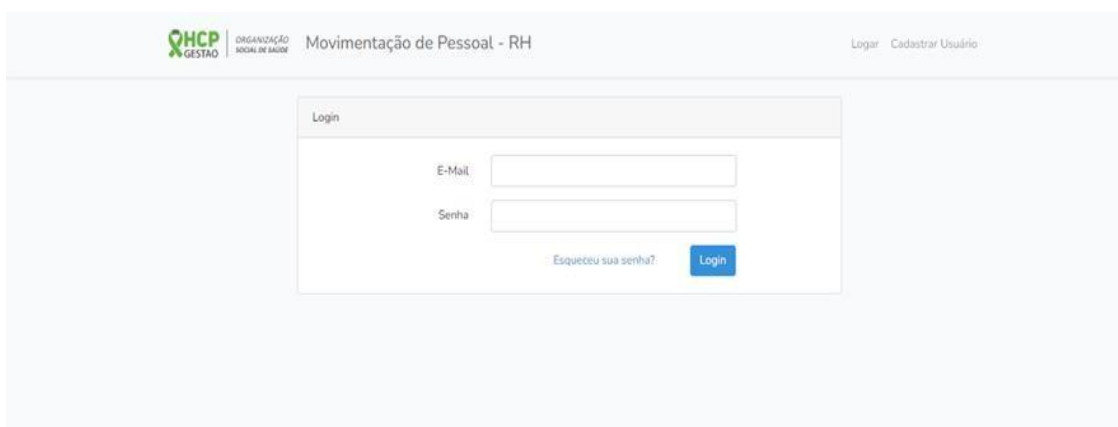 HCP
GESTÃO
ORGANIZAÇÃO
SOCIAL DE SAÚDE
Movimentação de Pessoal - RH
Logar Cadastrar Usuário
Login
E-Mail
Senha
Esqueceu sua senha? Login